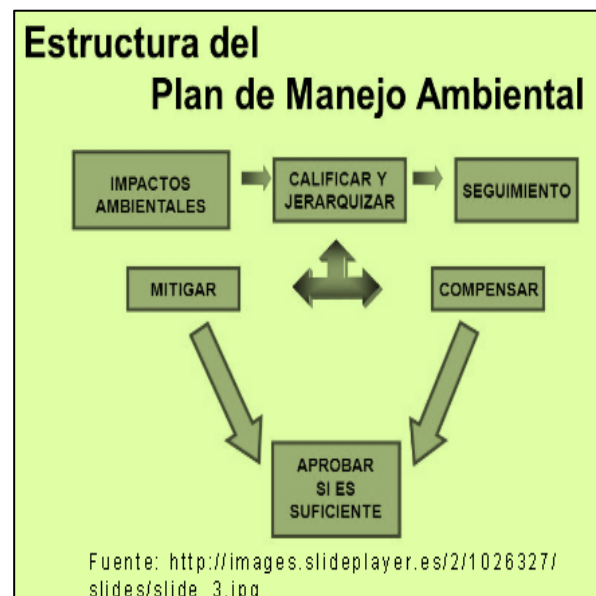 Estructura del
Plan de Manejo Ambiental
IMPACTOS
AMBIENTALES
CALIFICAR Y
JERARQUIZAR
SEGUIMIENTO
MITIGAR
COMPENSAR
APROBAR
SI ES
SUFICIENTE
Fuente: http://images.slideplayer.es/2/1026327/
slides/slide_3.jpg